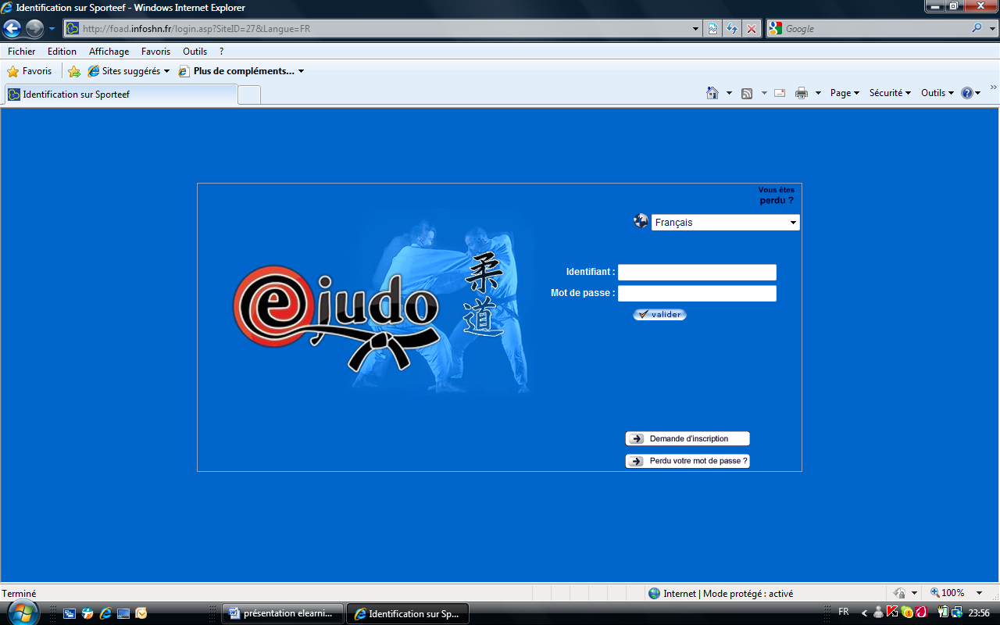 Identification sur Sporteef - Windows Internet Explorer
http://foad.infoshn.fr/login.asp?SiteID=27&Langue=FR
Google
Fichier Edition Affichage Favoris Outils ?
Favoris Sites suggérés Plus de compléments...
Identification sur Sporteef
Page Sécurité Outils
Vous êtes
perdu ?
Français
Identifiant :
Mot de passe :
valider
ejudo
柔
道
Demande d'inscription
Perdu votre mot de passe ?
Terminé
Internet | Mode protégé : activé
100%
présentation elearni...
Identification sur Sp...
FR
23:56